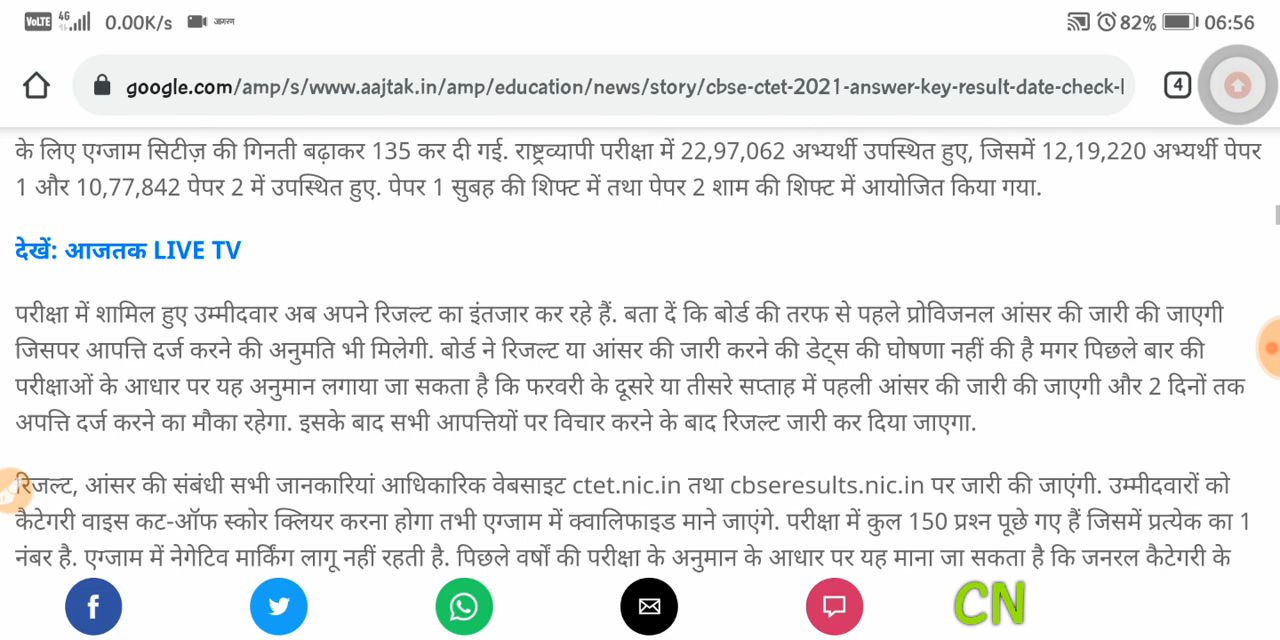 VoLTE 4G 0.00K/s जागरण 82% 06:56
google.com/amp/s/www.aajtak.in/amp/education/news/story/cbse-ctet-2021-answer-key-result-date-check-l 4
के लिए एग्जाम सिटीज़ की गिनती बढ़ाकर 135 कर दी गई. राष्ट्रव्यापी परीक्षा में 22,97,062 अभ्यर्थी उपस्थित हुए, जिसमें 12,19,220 अभ्यर्थी पेपर
1 और 10,77,842 पेपर 2 में उपस्थित हुए. पेपर 1 सुबह की शिफ्ट में तथा पेपर 2 शाम की शिफ्ट में आयोजित किया गया.
देखें: आजतक LIVE TV
परीक्षा में शामिल हुए उम्मीदवार अब अपने रिजल्ट का इंतजार कर रहे हैं. बता दें कि बोर्ड की तरफ से पहले प्रोविजनल आंसर की जारी की जाएगी
जिसपर आपत्ति दर्ज करने की अनुमति भी मिलेगी. बोर्ड ने रिजल्ट या आंसर की जारी करने की डेट्स की घोषणा नहीं की है मगर पिछले बार की
परीक्षाओं के आधार पर यह अनुमान लगाया जा सकता है कि फरवरी के दूसरे या तीसरे सप्ताह में पहली आंसर की जारी की जाएगी और 2 दिनों तक
अपत्ति दर्ज करने का मौका रहेगा. इसके बाद सभी आपत्तियों पर विचार करने के बाद रिजल्ट जारी कर दिया जाएगा.
रिजल्ट, आंसर की संबंधी सभी जानकारियां आधिकारिक वेबसाइट ctet.nic.in तथा cbseresults.nic.in पर जारी की जाएंगी. उम्मीदवारों को
कैटेगरी वाइस कट-ऑफ स्कोर क्लियर करना होगा तभी एग्जाम में क्वालिफाइड माने जाएंगे. परीक्षा में कुल 150 प्रश्न पूछे गए हैं जिसमें प्रत्येक का 1
नंबर है. एग्जाम में नेगेटिव मार्किंग लागू नहीं रहती है. पिछले वर्षों की परीक्षा के अनुमान के आधार पर यह माना जा सकता है कि जनरल कैटेगरी के
CN